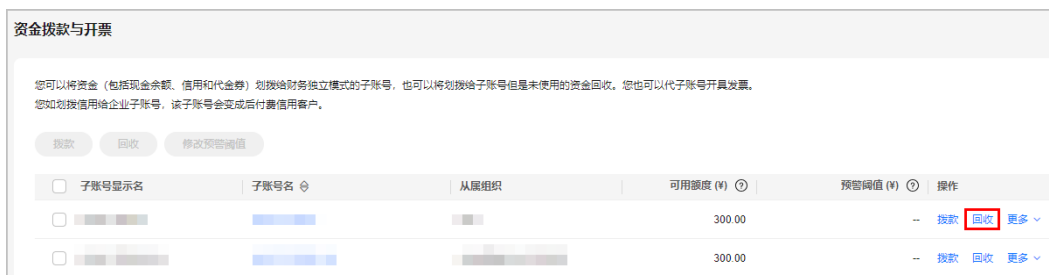 资金拨款与开票
您可以将资金（包括现金余额、信用和代金券）划拨给财务独立模式的子账号，也可以将划拨给子账号但是未使用的资金回收。您也可以代子账号开具发票。
您如划拨信用给企业子账号，该子账号会变成后付费信用客户。
拨款 回收 修改预警阈值
子账号显示名 子账号名 从属组织 可用额度 (¥) ? 预警阈值 (¥) ? 操作
300.00 -- 拨款 回收 更多
300.00 -- 拨款 回收 更多